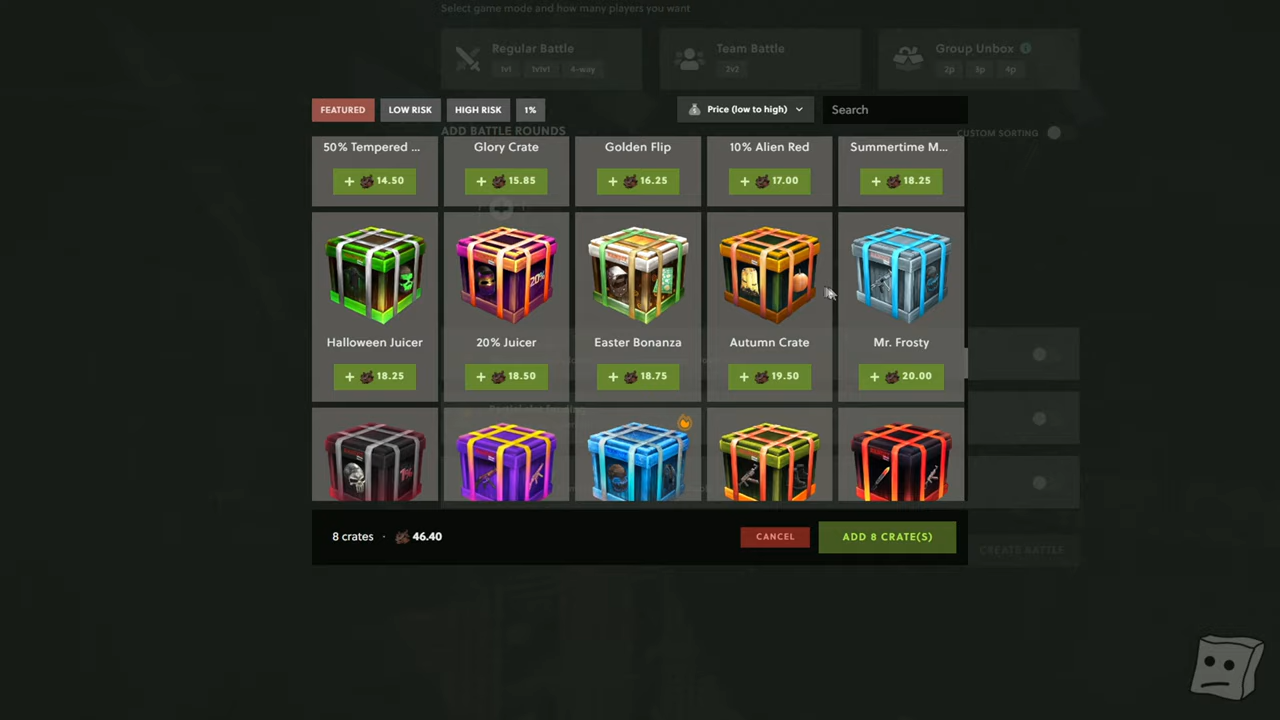 Select game mode and how many players you want
Regular Battle
1v1 1v1v1 4-way
Team Battle
2v2
Group Unbox
2p 3p 4p
FEATURED LOW RISK HIGH RISK 1%
Price (low to high)
Search
ADD BATTLE ROUNDS
CUSTOM SORTING
50% Tempered ...
+ 14.50
Glory Crate
+ 15.85
Golden Flip
+ 16.25
10% Alien Red
+ 17.00
Summertime M...
+ 18.25
Halloween Juicer
+ 18.25
20%
20% Juicer
+ 18.50
Easter Bonanza
+ 18.75
Autumn Crate
+ 19.50
Mr. Frosty
+ 20.00
1%
8 crates · 46.40
CANCEL
ADD 8 CRATE(S)
CREATE BATTLE